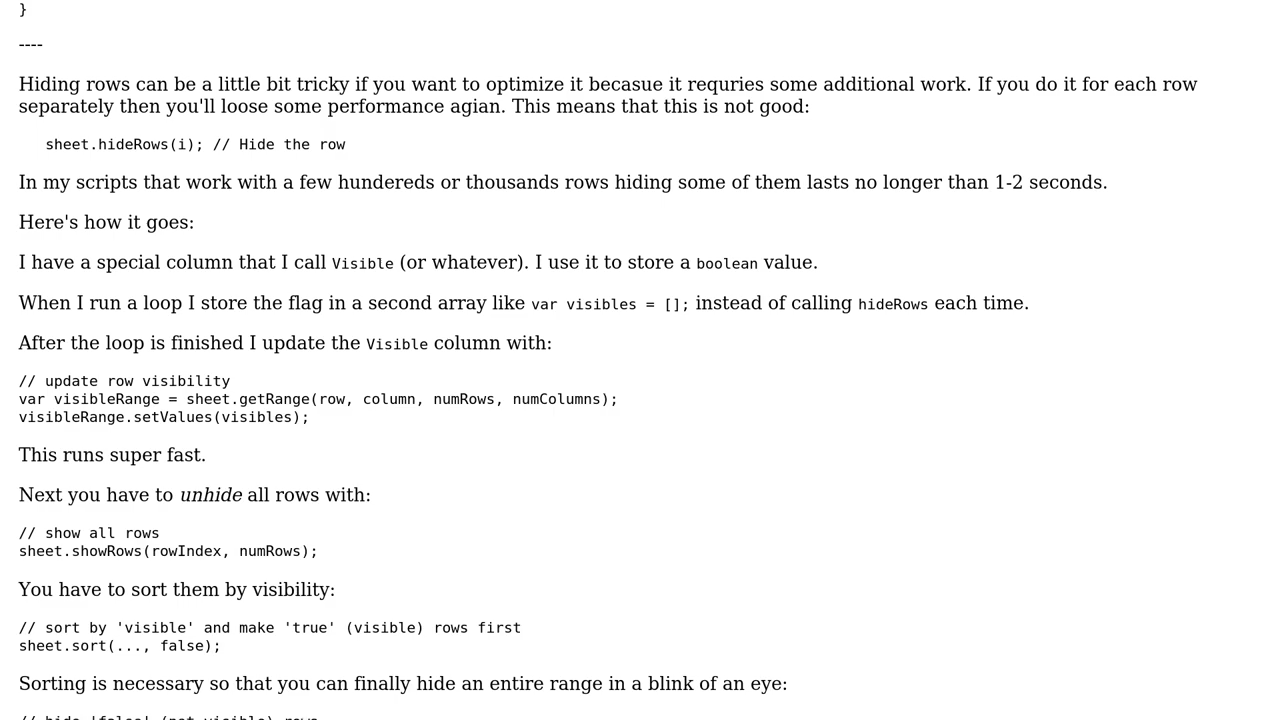 }
----
Hiding rows can be a little bit tricky if you want to optimize it becasue it requries some additional work. If you do it for each row
separately then you'll loose some performance agian. This means that this is not good:
sheet.hideRows(i); // Hide the row
In my scripts that work with a few hundereds or thousands rows hiding some of them lasts no longer than 1-2 seconds.
Here's how it goes:
I have a special column that I call Visible (or whatever). I use it to store a boolean value.
When I run a loop I store the flag in a second array like var visibles = []; instead of calling hideRows each time.
After the loop is finished I update the Visible column with:
// update row visibility
var visibleRange = sheet.getRange(row, column, numRows, numColumns);
visibleRange.setValues(visibles);
This runs super fast.
Next you have to unhide all rows with:
// show all rows
sheet.showRows(rowIndex, numRows);
You have to sort them by visibility:
// sort by 'visible' and make 'true' (visible) rows first
sheet.sort(..., false);
Sorting is necessary so that you can finally hide an entire range in a blink of an eye:
// hide 'false' (not visible) rows